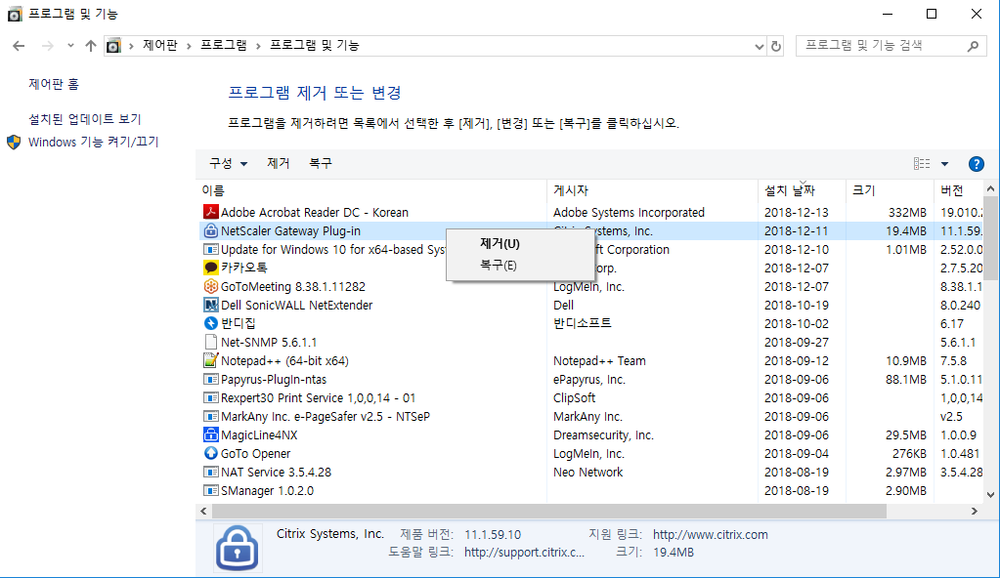 프로그램 및 기능
제어판 › 프로그램 › 프로그램 및 기능
프로그램 및 기능 검색
제어판 홈
설치된 업데이트 보기
Windows 기능 켜기/끄기
프로그램 제거 또는 변경
프로그램을 제거하려면 목록에서 선택한 후 [제거], [변경] 또는 [복구]를 클릭하십시오.
구성 제거 복구
이름 게시자 설치 날짜 크기 버전
Adobe Acrobat Reader DC - Korean Adobe Systems Incorporated 2018-12-13 332MB 19.010.
NetScaler Gateway Plug-in Citrix Systems, Inc. 2018-12-11 19.4MB 11.1.59.
Update for Windows 10 for x64-based Sys ft Corporation 2018-12-10 1.01MB 2.52.0.0
카카오톡 orp. 2018-12-07 2.7.5.20
GoToMeeting 8.38.1.11282 LogMeIn, Inc. 2018-12-07 8.38.1.1
Dell SonicWALL NetExtender Dell 2018-10-19 8.0.240
반디집 반디소프트 2018-10-02 6.17
Net-SNMP 5.6.1.1 2018-09-27 5.6.1.1
Notepad++ (64-bit x64) Notepad++ Team 2018-09-12 10.9MB 7.5.8
Papyrus-PlugIn-ntas ePapyrus, Inc. 2018-09-06 88.1MB 5.1.0.11
Rexpert30 Print Service 1,0,0,14 - 01 ClipSoft 2018-09-06 1,0,0,14
MarkAny Inc. e-PageSafer v2.5 - NTSeP MarkAny Inc. 2018-09-06 v2.5
MagicLine4NX Dreamsecurity, Inc. 2018-09-06 29.5MB 1.0.0.9
GoTo Opener LogMeIn, Inc. 2018-09-04 276KB 1.0.481
NAT Service 3.5.4.28 Neo Network 2018-08-19 2.97MB 3.5.4.28
SManager 1.0.2.0 2018-08-19 2.90MB
제거(U)
복구(E)
Citrix Systems, Inc. 제품 버전: 11.1.59.10 지원 링크: http://www.citrix.com
도움말 링크: http://support.citrix.c... 크기: 19.4MB